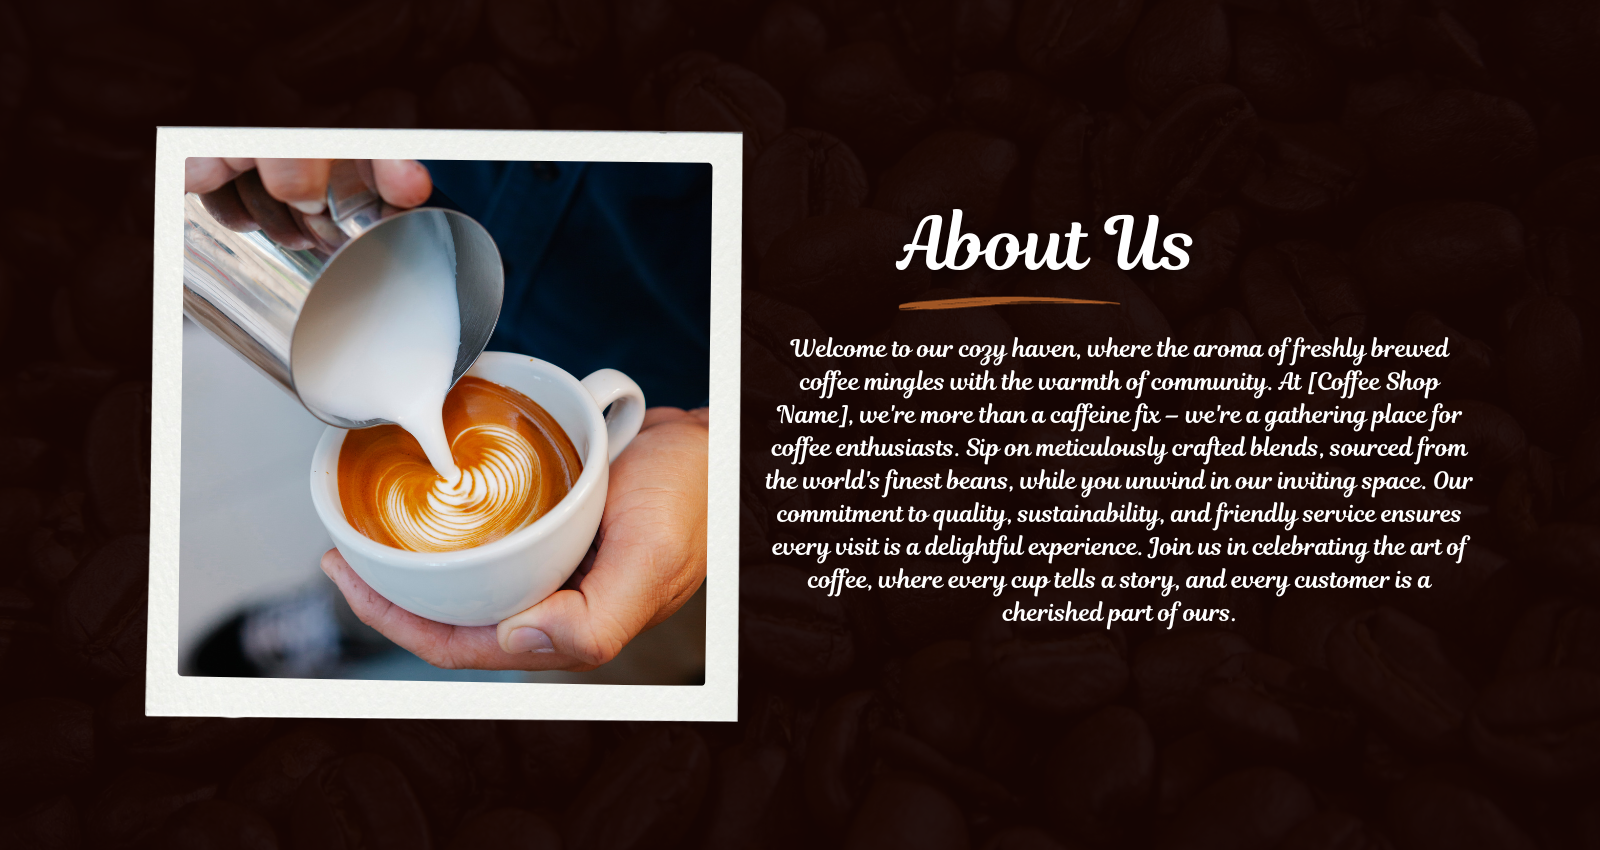 About Us
Welcome to our cozy haven, where the aroma of freshly brewed
coffee mingles with the warmth of community. At [Coffee Shop
Name], we're more than a caffeine fix – we're a gathering place for
coffee enthusiasts. Sip on meticulously crafted blends, sourced from
the world's finest beans, while you unwind in our inviting space. Our
commitment to quality, sustainability, and friendly service ensures
every visit is a delightful experience. Join us in celebrating the art of
coffee, where every cup tells a story, and every customer is a
cherished part of ours.